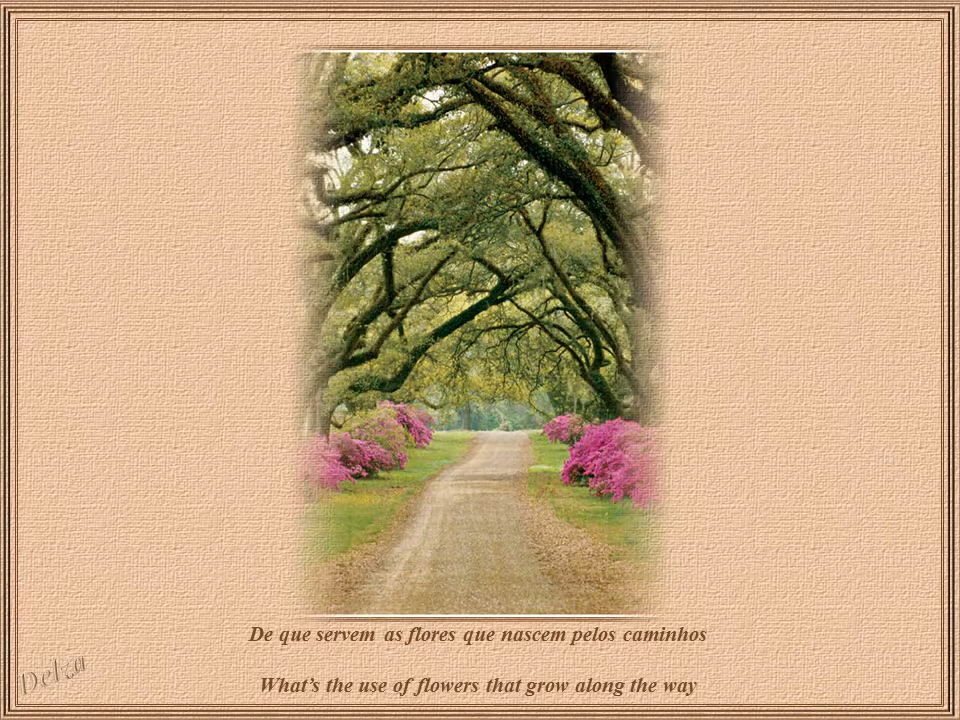 De que servem as flores que nascem pelos caminhos
What’s the use of flowers that grow along the way
Delza